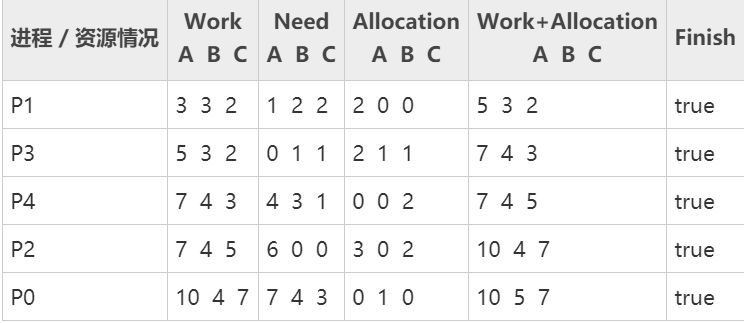 进程 / 资源情况 Work Need Allocation Work+Allocation Finish
A B C A B C A B C A B C
P1 3 3 2 1 2 2 2 0 0 5 3 2 true
P3 5 3 2 0 1 1 2 1 1 7 4 3 true
P4 7 4 3 4 3 1 0 0 2 7 4 5 true
P2 7 4 5 6 0 0 3 0 2 10 4 7 true
P0 10 4 7 7 4 3 0 1 0 10 5 7 true